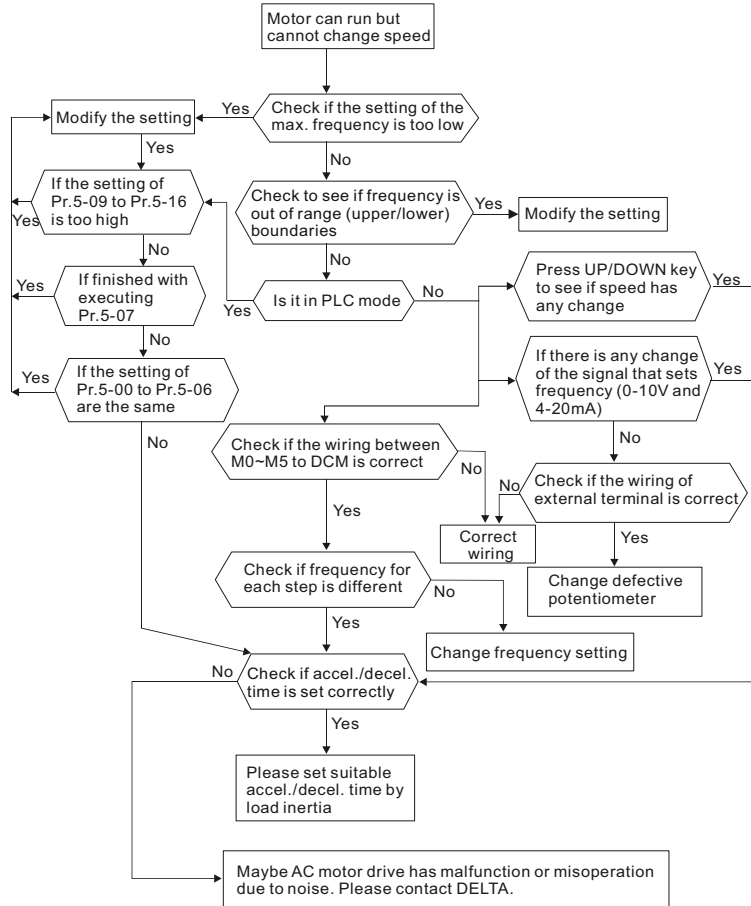 Motor can run but
cannot change speed
Yes
Modify the setting
Check if the setting of the
max. frequency is too low
Yes
No
If the setting of
Pr.5-09 to Pr.5-16
is too high
Yes
Check to see if frequency is
out of range (upper/lower)
boundaries
Yes
Modify the setting
No
No
Yes
If finished with
executing
Pr.5-07
Yes
Is it in PLC mode
No
Press UP/DOWN key
to see if speed has
any change
Yes
No
Yes
If the setting of
Pr.5-00 to Pr.5-06
are the same
If there is any change
of the signal that sets
frequency (0-10V and
4-20mA)
Yes
No
Check if the wiring between
M0~M5 to DCM is correct
No
No
No
Check if the wiring of
external terminal is correct
Yes
Correct
wiring
Yes
Check if frequency for
each step is different
No
Change defective
potentiometer
Yes
Change frequency setting
No
Check if accel./decel.
time is set correctly
Yes
Please set suitable
accel./decel. time by
load inertia
Maybe AC motor drive has malfunction or misoperation
due to noise. Please contact DELTA.